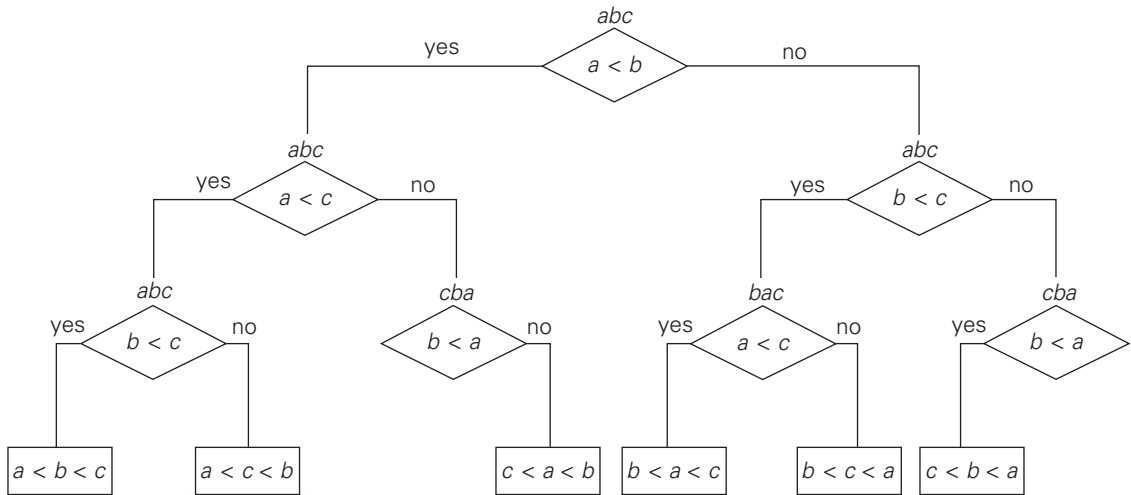 abc
yes
a < b
no
abc
abc
yes
a < c
no
yes
b < c
no
abc
cba
bac
cba
yes
b < c
no
b < a
no
yes
a < c
no
yes
b < a
a < b < c
a < c < b
c < a < b
b < a < c
b < c < a
c < b < a